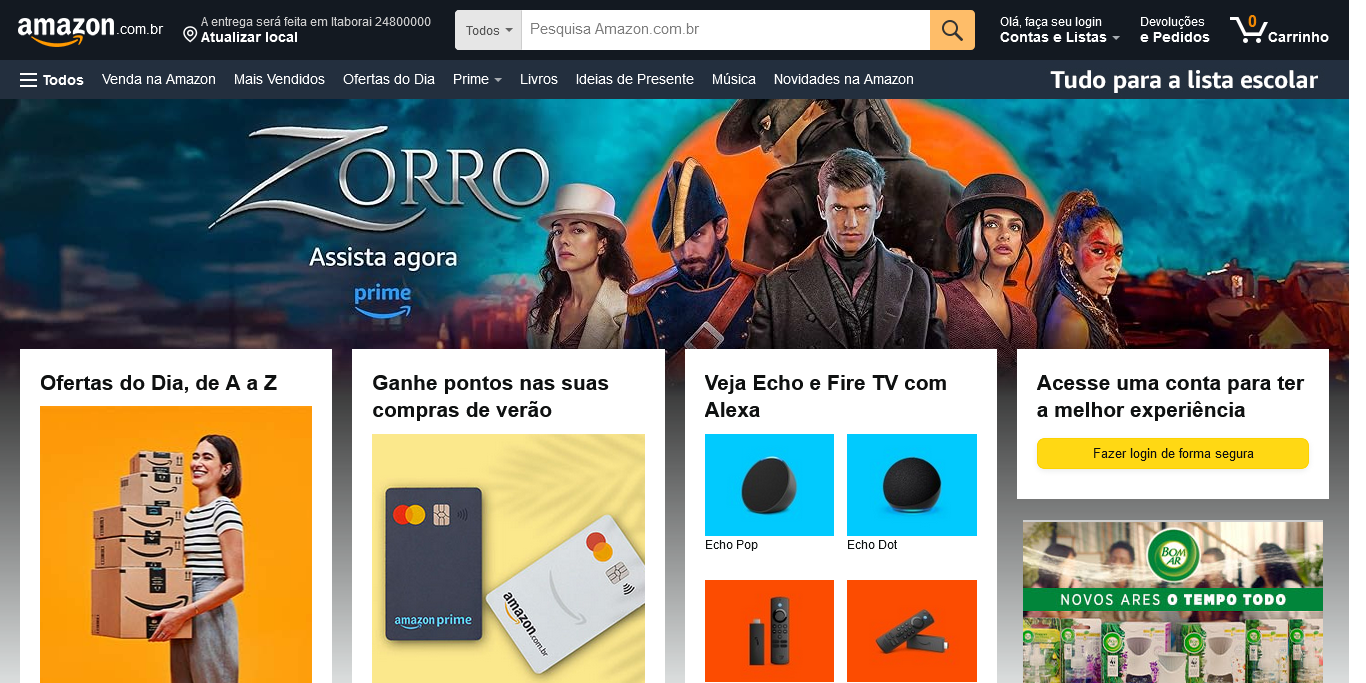 amazon.com.br
A entrega será feita em Itaborai 24800000
Atualizar local
Todos
Pesquisa Amazon.com.br
Olá, faça seu login
Contas e Listas
Devoluções
e Pedidos
0
Carrinho
Todos
Venda na Amazon
Mais Vendidos
Ofertas do Dia
Prime
Livros
Ideias de Presente
Música
Novidades na Amazon
Tudo para a lista escolar
ZORRO
Assista agora
prime
Ofertas do Dia, de A a Z
Ganhe pontos nas suas
compras de verão
amazon prime
amazon.com.br
Veja Echo e Fire TV com
Alexa
Echo Pop
Echo Dot
Acesse uma conta para ter
a melhor experiência
Fazer login de forma segura
BOM
AR
NOVOS ARES O TEMPO TODO